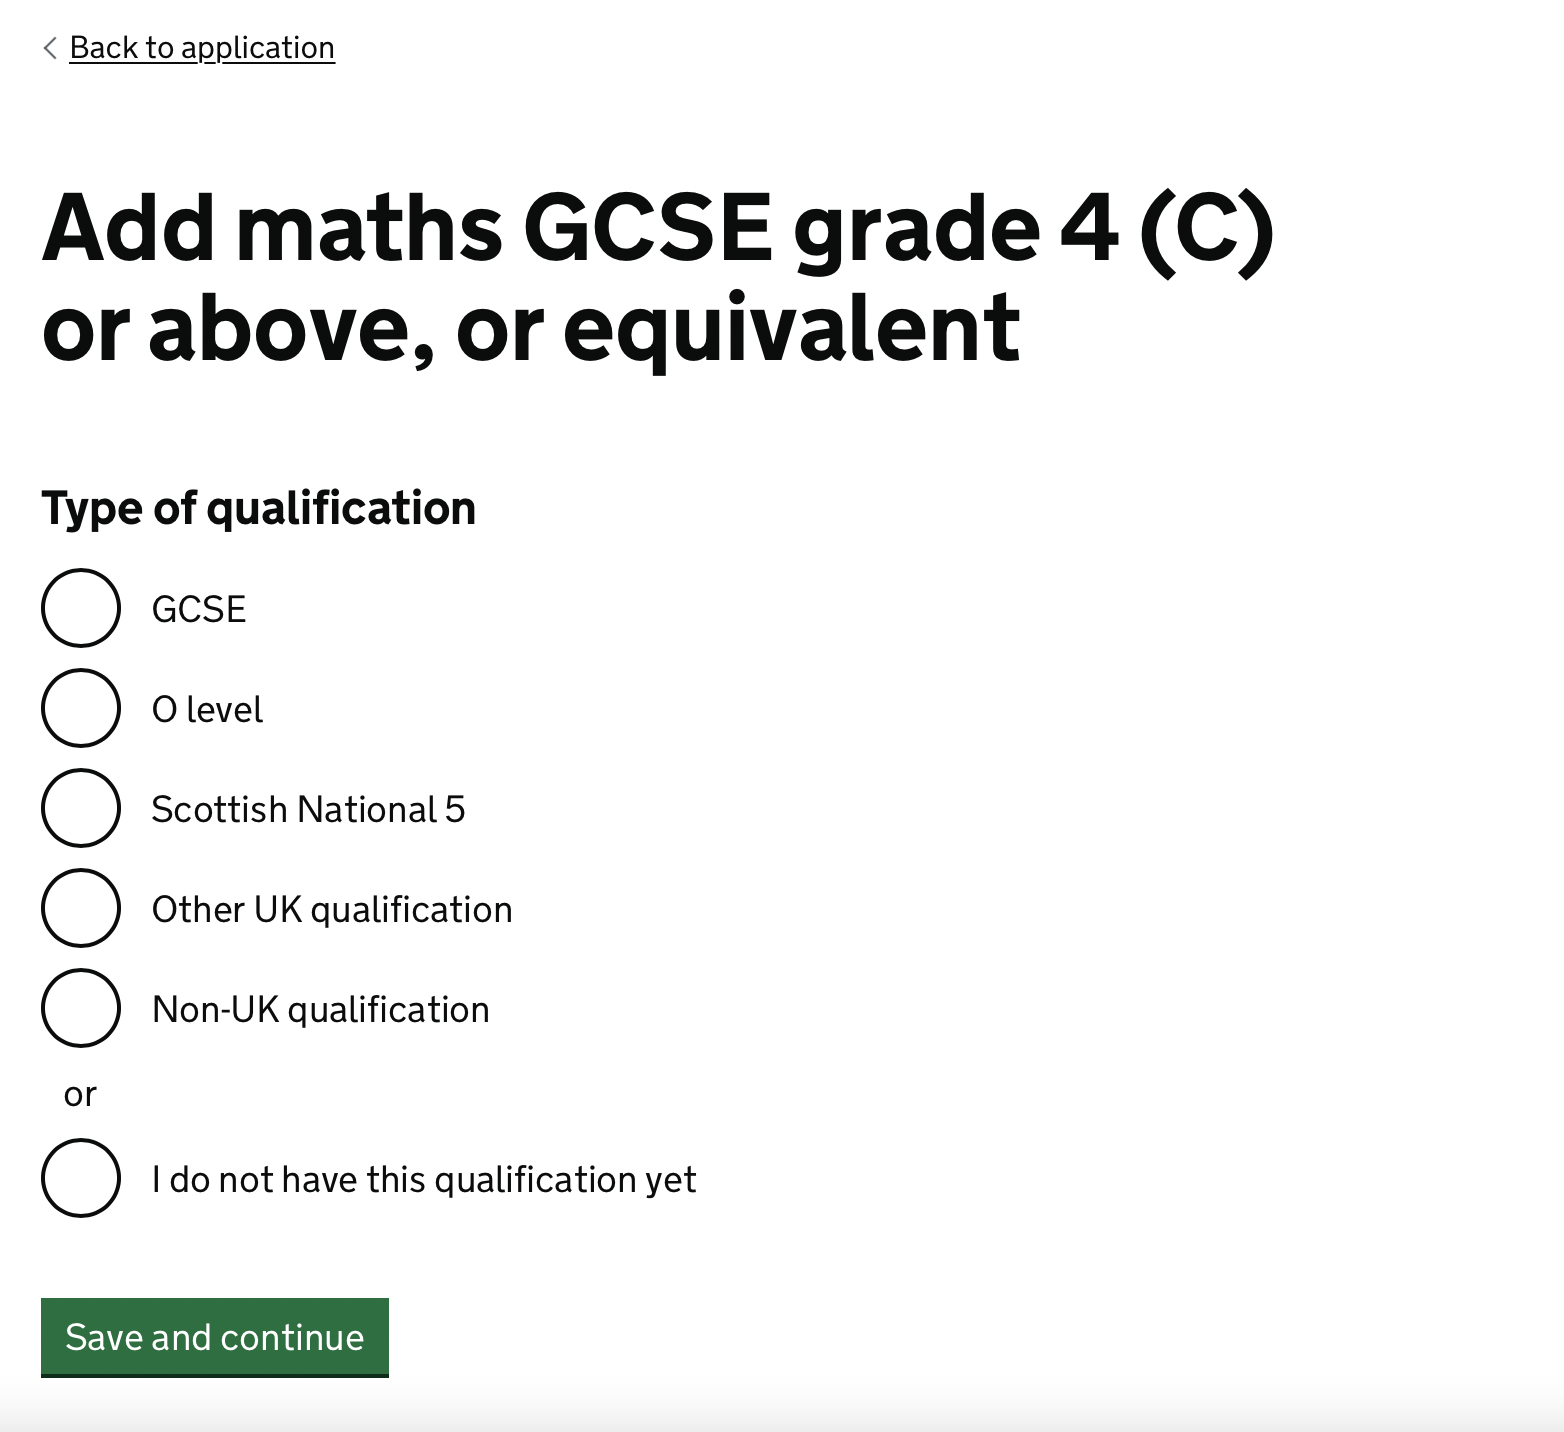 Back to application
Add maths GCSE grade 4 (C)
or above, or equivalent
Type of qualification
GCSE
O level
Scottish National 5
Other UK qualification
Non-UK qualification
or
I do not have this qualification yet
Save and continue